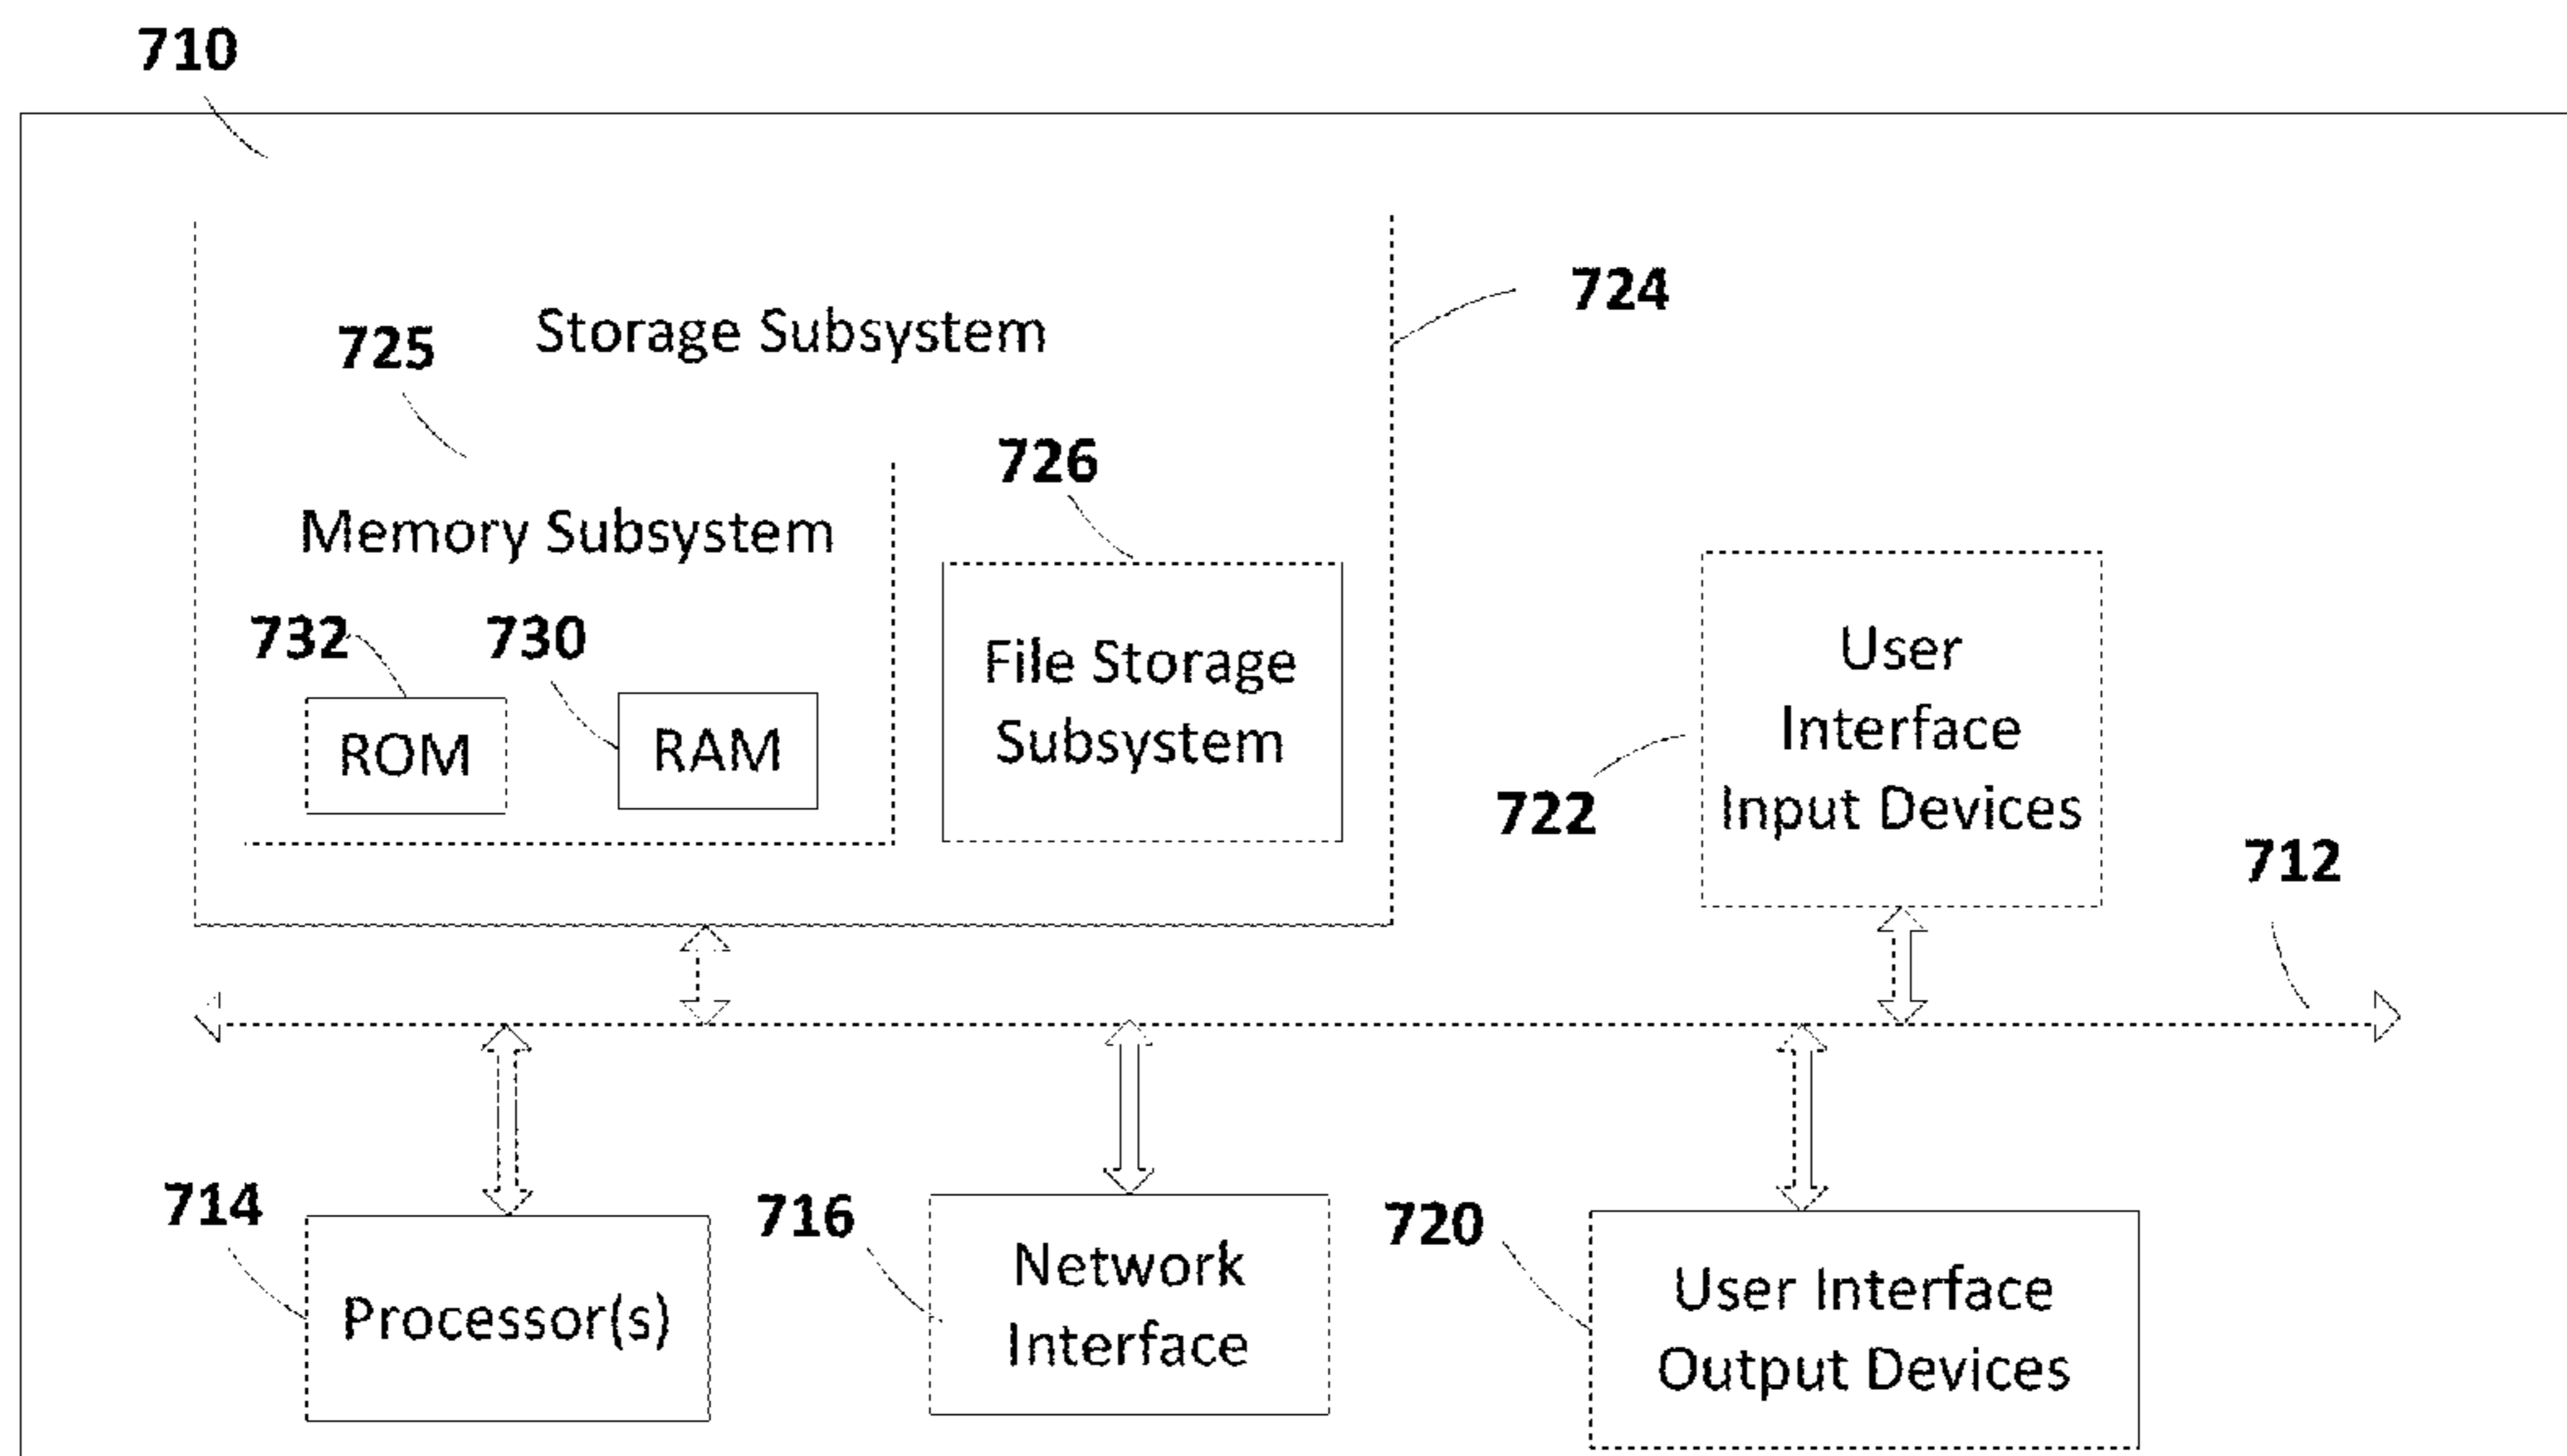 710
724
Storage Subsystem
725
726
Memory Subsystem
732
730
ROM
RAM
File Storage
Subsystem
User
Interface
Input Devices
722
712
714
Processor(s)
716
Network
Interface
720
User Interface
Output Devices